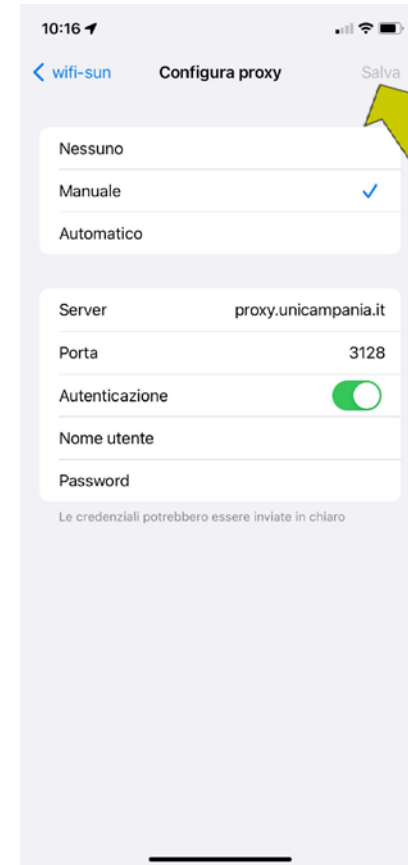 10:16
wifi-sun Configura proxy Salva
Nessuno
Manuale
Automatico
Server proxy.unicampania.it
Porta 3128
Autenticazione
Nome utente
Password
Le credenziali potrebbero essere inviate in chiaro